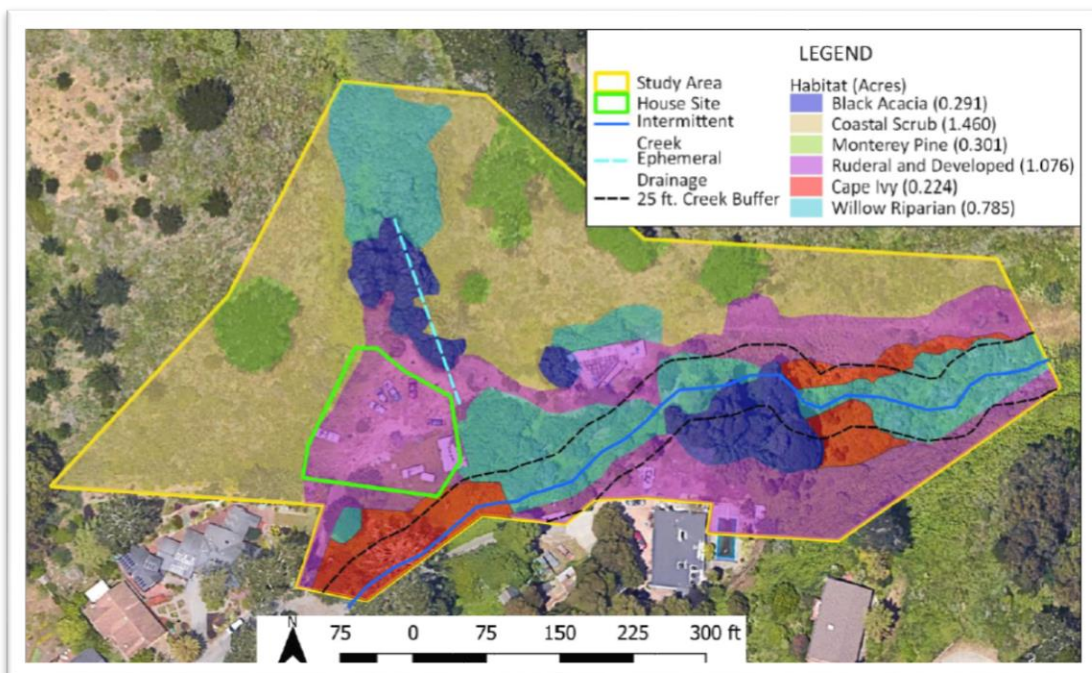 LEGEND
Study Area
House Site
Intermittent
Creek
Ephemeral
Drainage
25 ft. Creek Buffer
Habitat (Acres)
Black Acacia (0.291)
Coastal Scrub (1.460)
Monterey Pine (0.301)
Ruderal and Developed (1.076)
Cape Ivy (0.224)
Willow Riparian (0.785)
N
75 0 75 150 225 300 ft